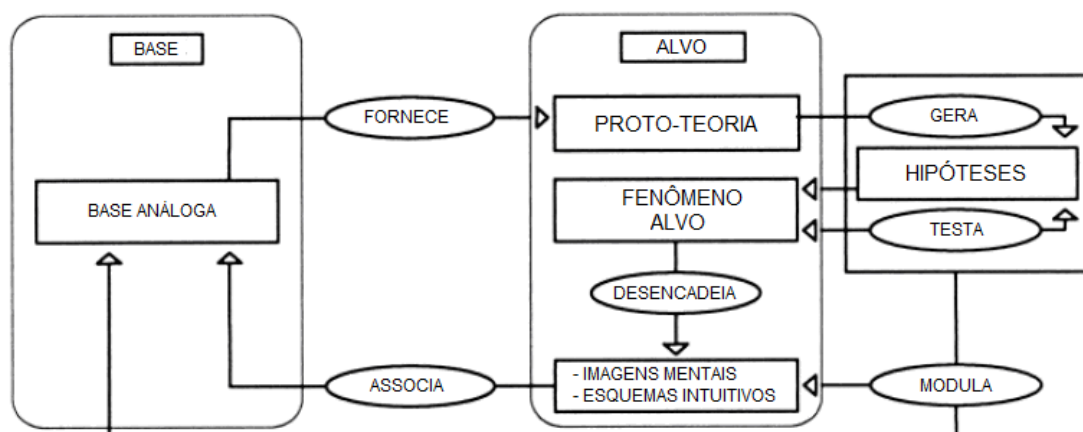 BASE
ALVO
FORNECE
PROTO-TEORIA
GERA
HIPÓTESES
BASE ANÁLOGA
FENÔMENO
ALVO
TESTA
DESENCADEIA
ASSOCIA
- IMAGENS MENTAIS
- ESQUEMAS INTUITIVOS
MODULA